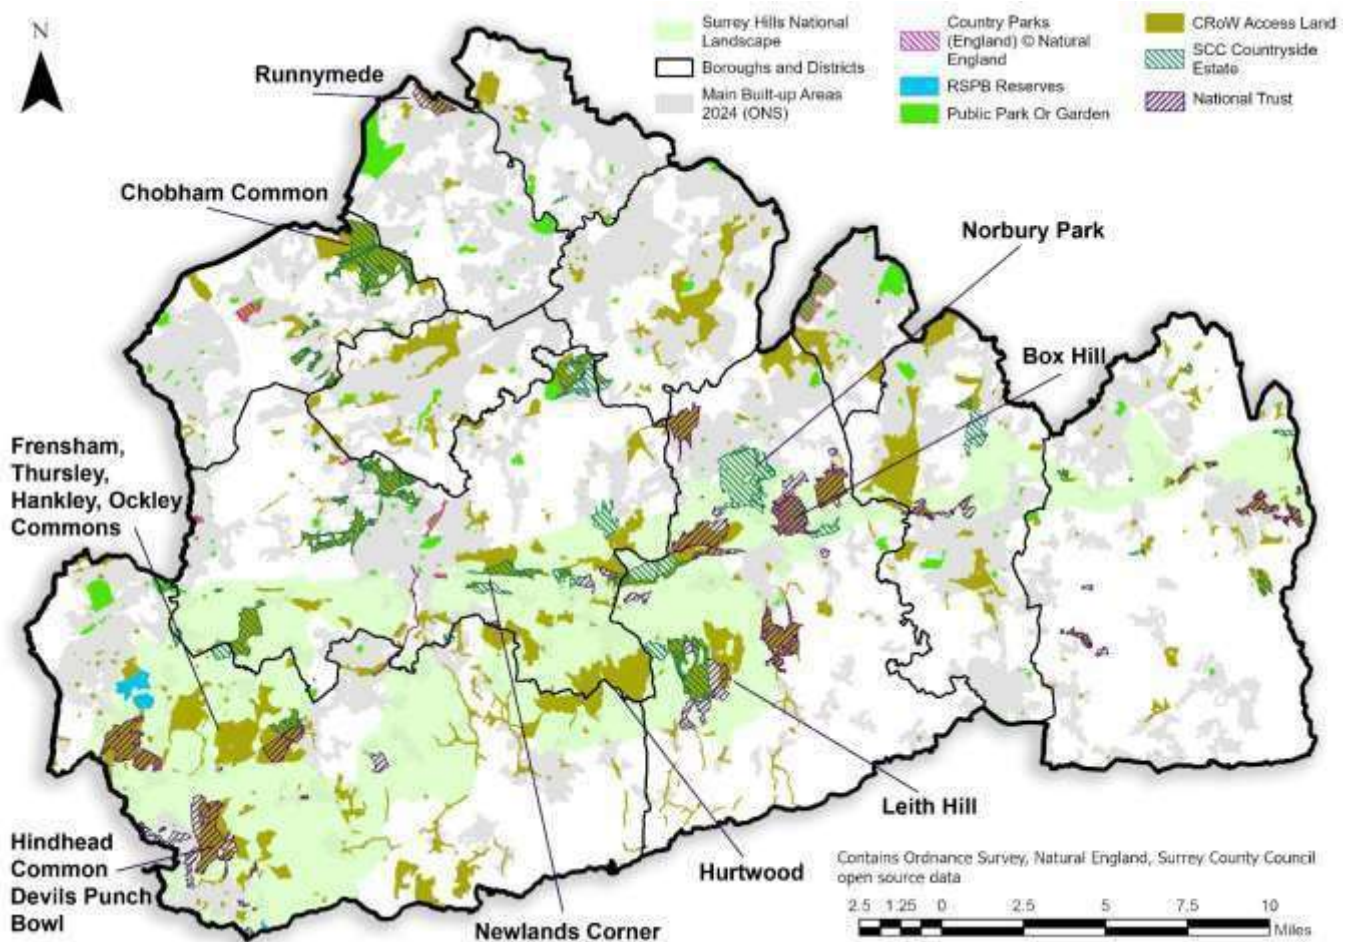 N
Surrey Hills National
Landscape
Boroughs and Districts
Main Built-up Areas
2024 (ONS)
Country Parks
(England) © Natural
England
RSPB Reserves
Public Park Or Garden
CRoW Access Land
SCC Countryside
Estate
National Trust
Runnymede
Chobham Common
Norbury Park
Box Hill
Frensham,
Thursley,
Hankley, Ockley
Commons
Hindhead
Common
Devils Punch
Bowl
Newlands Corner
Hurtwood
Leith Hill
Contains Ordnance Survey, Natural England, Surrey County Council
open source data
2.5 1.25 0 2.5 5 7.5 10
Miles